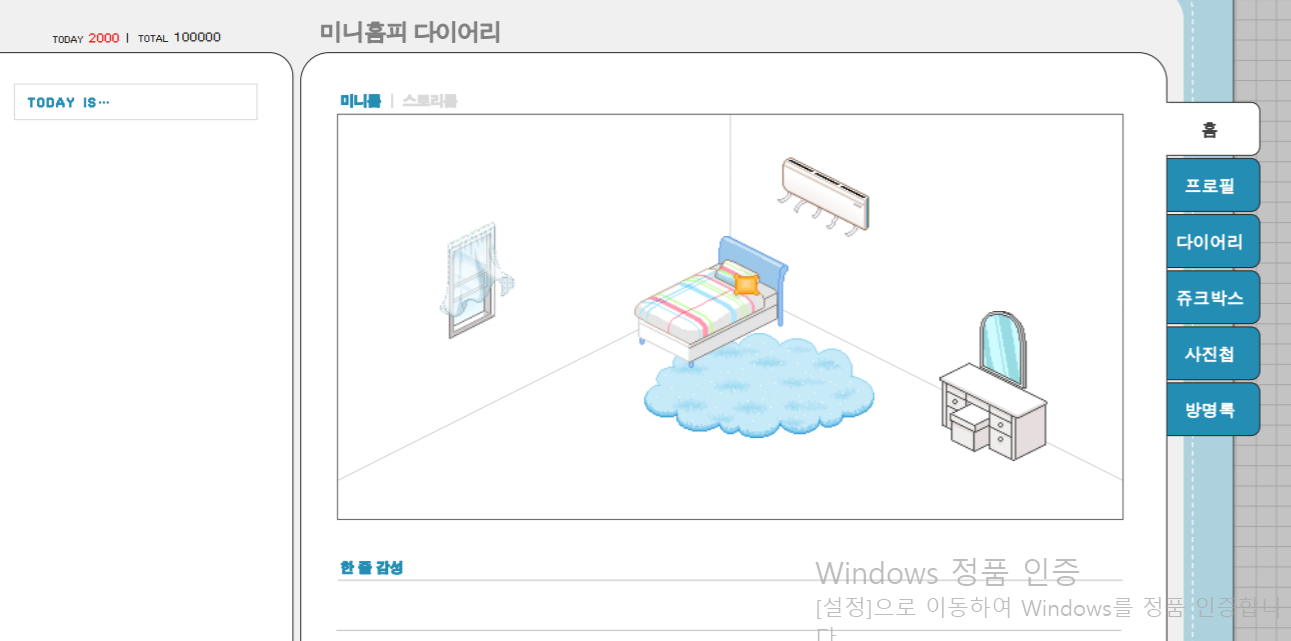 TODAY 2000 | TOTAL 100000
미니홈피 다이어리
TODAY IS…
미니룸 | 스토리룸
홈
프로필
다이어리
쥬크박스
사진첩
방명록
한 줄 감성
Windows 정품 인증
[설정]으로 이동하여 Windows를 정품 인증합니
다